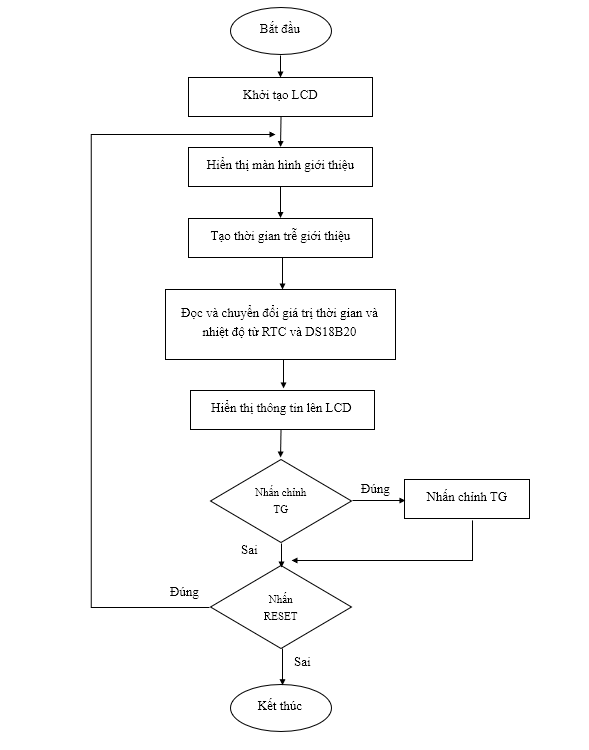 Bắt đầu
Khởi tạo LCD
Hiển thị màn hình giới thiệu
Tạo thời gian trễ giới thiệu
Đọc và chuyển đổi giá trị thời gian và
nhiệt độ từ RTC và DS18B20
Hiển thị thông tin lên LCD
Nhấn chỉnh
TG
Đúng
Nhấn chỉnh TG
Sai
Đúng
Nhấn
RESET
Sai
Kết thúc